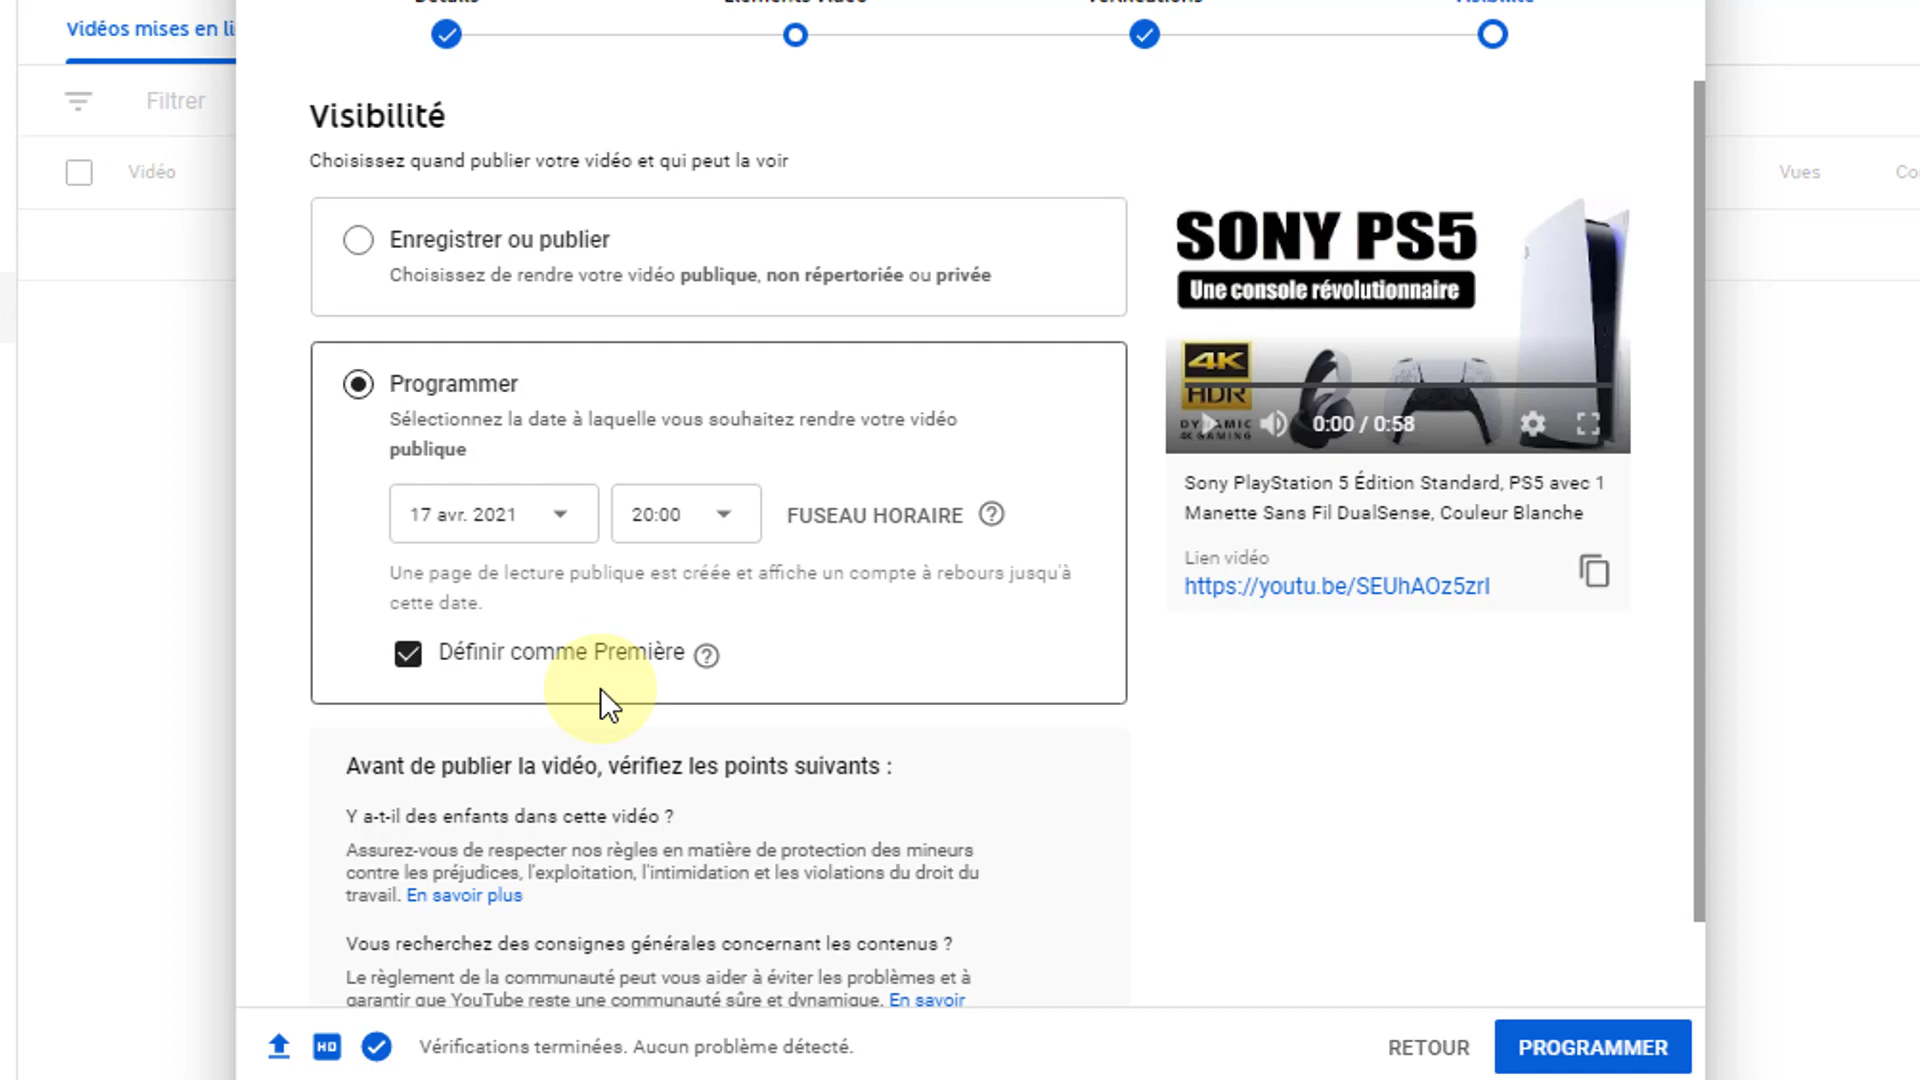 Détails
Éléments vidéo
Vérifications
Visibilité
Vidéos mises en li
Filtrer
Vidéo
Vues
Co
Visibilité
Choisissez quand publier votre vidéo et qui peut la voir
Enregistrer ou publier
Choisissez de rendre votre vidéo publique, non répertoriée ou privée
Programmer
Sélectionnez la date à laquelle vous souhaitez rendre votre vidéo
publique
17 avr. 2021
20:00
FUSEAU HORAIRE
Une page de lecture publique est créée et affiche un compte à rebours jusqu'à
cette date.
Définir comme Première
SONY PS5
Une console révolutionnaire
4K
HDR
DYNAMIC
4K GAMING
0:00 / 0:58
Sony PlayStation 5 Édition Standard, PS5 avec 1
Manette Sans Fil DualSense, Couleur Blanche
Lien vidéo
https://youtu.be/SEUhAOz5zrI
Avant de publier la vidéo, vérifiez les points suivants :
Y a-t-il des enfants dans cette vidéo ?
Assurez-vous de respecter nos règles en matière de protection des mineurs
contre les préjudices, l'exploitation, l'intimidation et les violations du droit du
travail. En savoir plus
Vous recherchez des consignes générales concernant les contenus ?
Le règlement de la communauté peut vous aider à éviter les problèmes et à
garantir que YouTube reste une communauté sûre et dynamique. En savoir
HD
Vérifications terminées. Aucun problème détecté.
RETOUR
PROGRAMMER